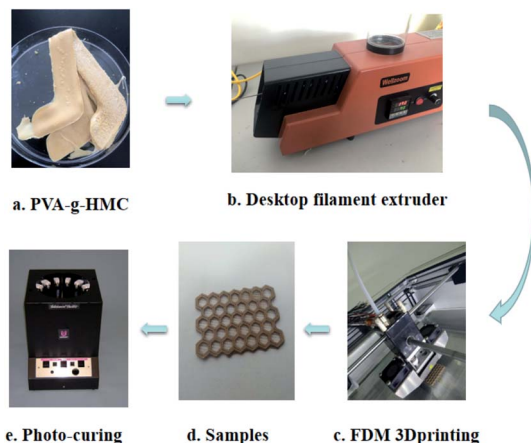 Wellzoom
a. PVA-g-HMC
b. Desktop filament extruder
e. Photo-curing
d. Samples
c. FDM 3Dprinting